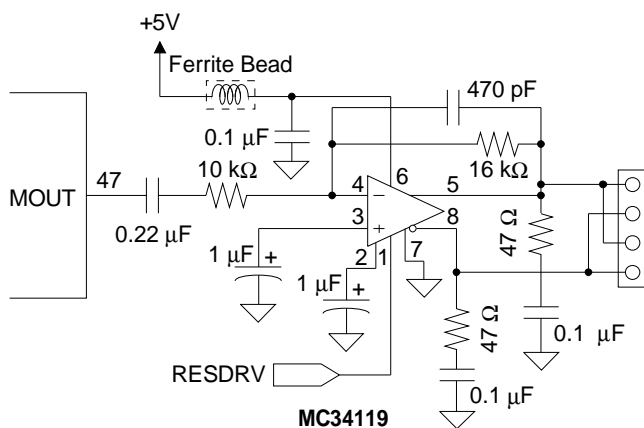 +5V
Ferrite Bead
470 pF
0.1 μF
16 kΩ
47
10 kΩ
MOUT
4
6
5
–
0.22 μF
3
+
8
7
47 Ω
1 μF
+
2
1
1 μF
+
47 Ω
0.1 μF
RESDRV
0.1 μF
MC34119